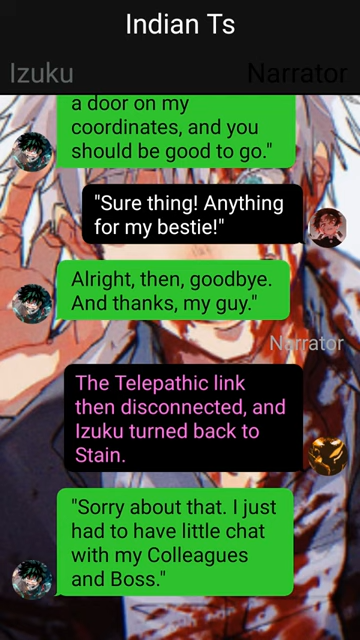 Indian Ts
Izuku
Narrator
a door on my
coordinates, and you
should be good to go."
"Sure thing! Anything
for my bestie!"
Alright, then, goodbye.
And thanks, my guy."
Narrator
The Telepathic link
then disconnected, and
Izuku turned back to
Stain.
"Sorry about that. I just
had to have little chat
with my Colleagues
and Boss."